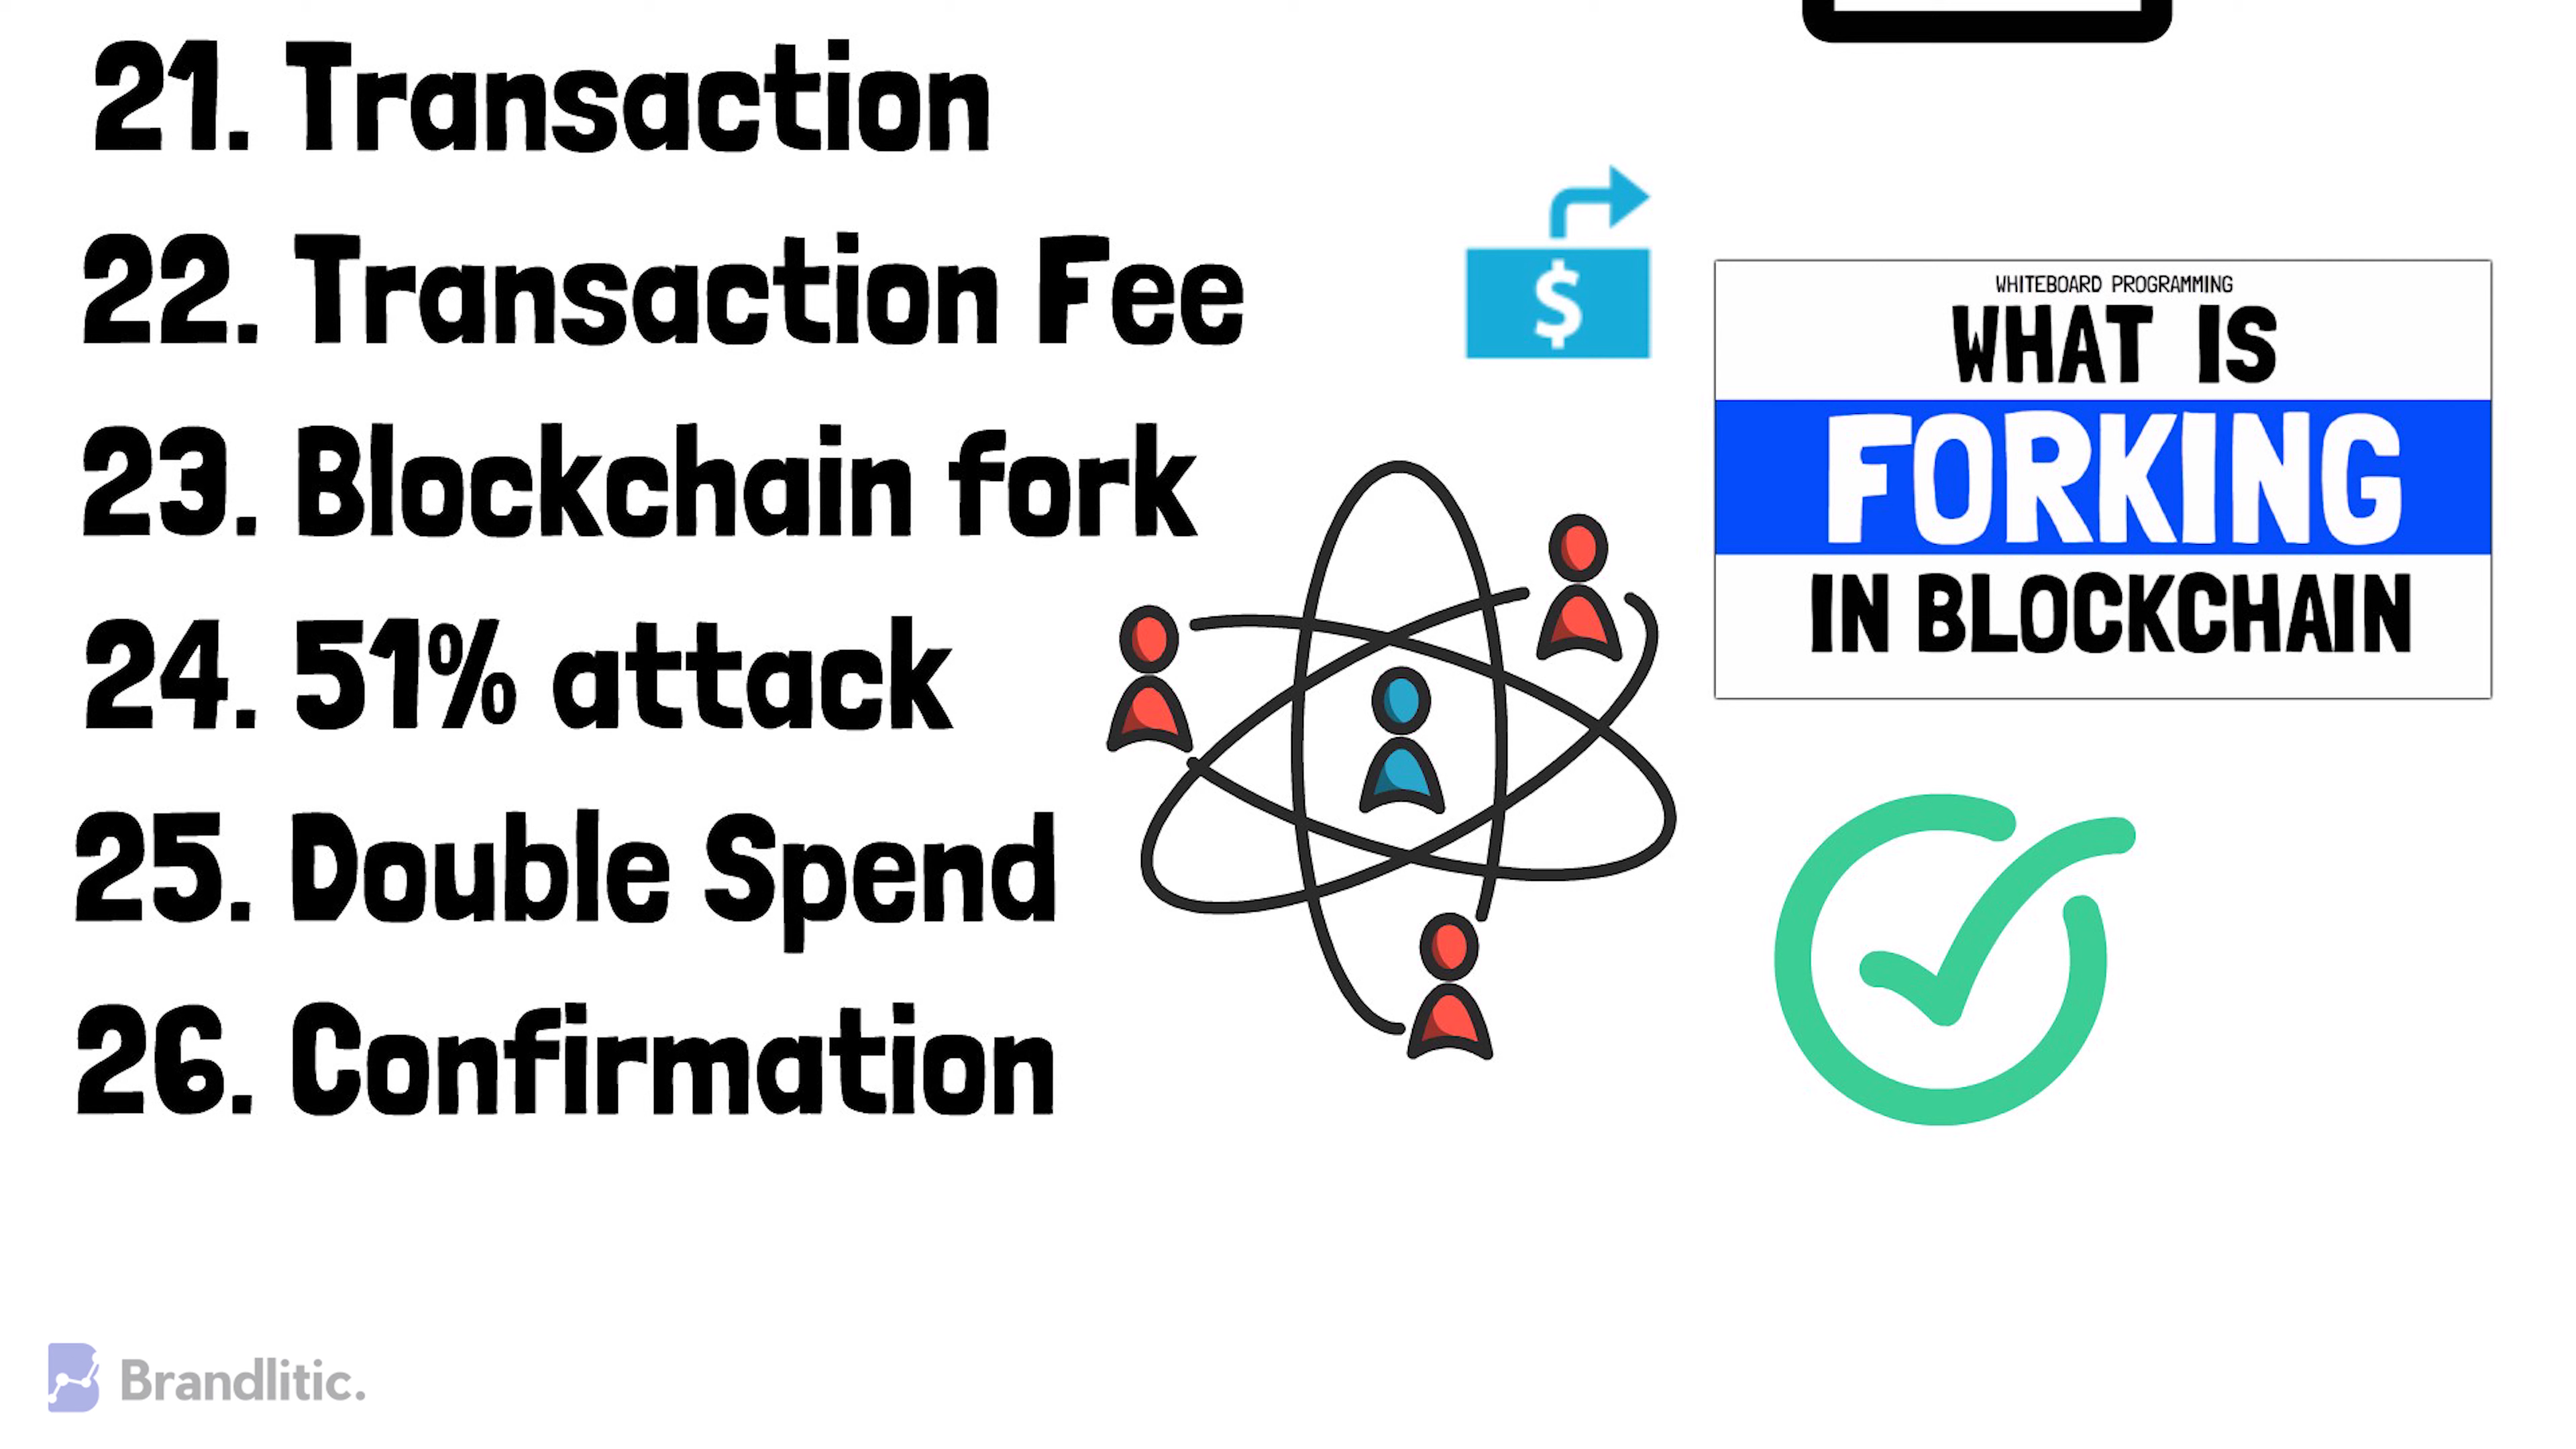 21. Transaction
22. Transaction Fee
$
WHITEBOARD PROGRAMMING
WHAT IS
FORKING
IN BLOCKCHAIN
23. Blockchain fork
24. 51% attack
25. Double Spend
26. Confirmation
Brandlitic.